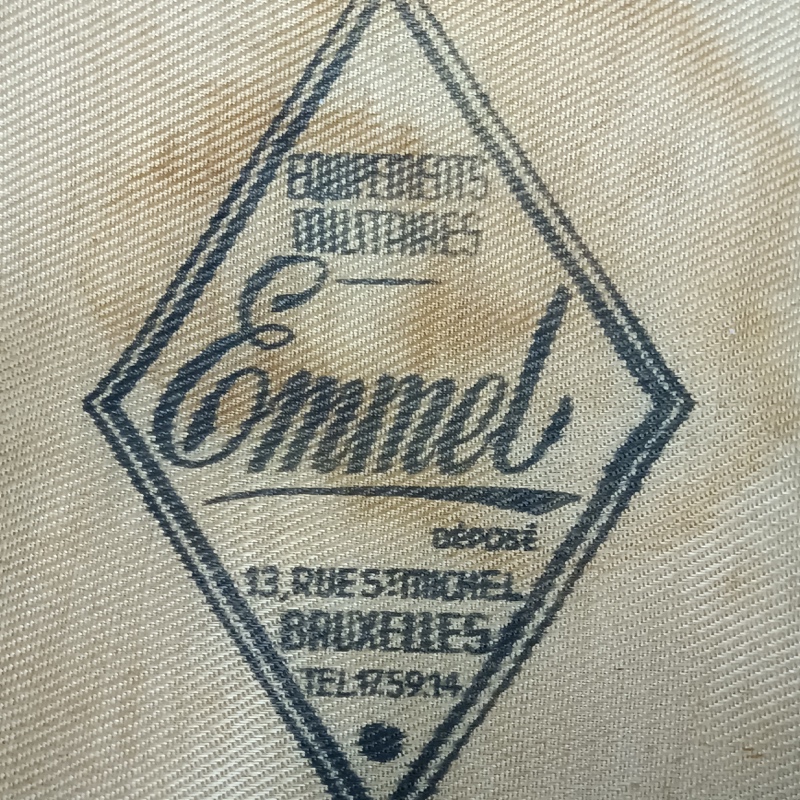 EQUIPEMENTS
MILITAIRES
Emmel
DÉPOSÉ
13, RUE ST MICHEL
BRUXELLES
TEL 17.59.14